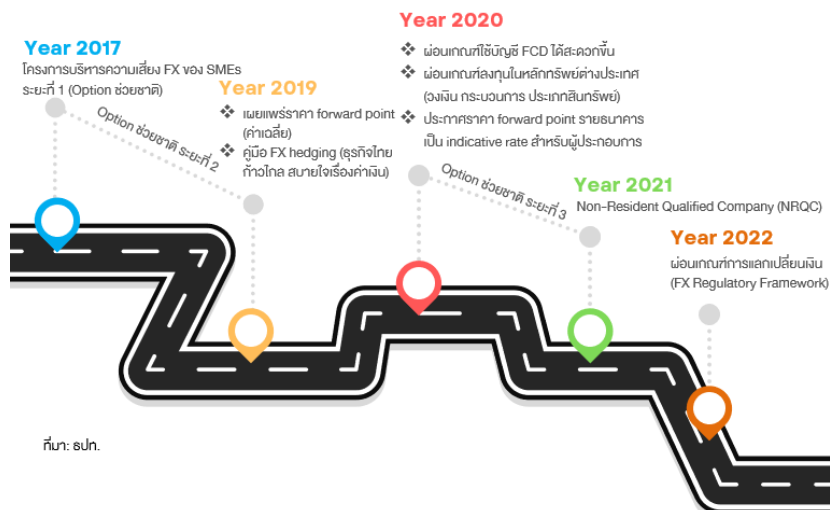 Year 2017
โครงการบริหารความเสี่ยง FX ของ SMEs
ระยะที่ 1 (Option ช่วยชาติ)
Option ช่วยชาติ ระยะที่ 2
Year 2019
❖ เผยแพร่ราคา forward point
(ค่าเฉลี่ย)
❖ คู่มือ FX hedging (ธุรกิจไทย
ก้าวไกล สบายใจเรื่องค่าเงิน)
Year 2020
❖ ผ่อนเกณฑ์ใช้บัญชี FCD ได้สะดวกขึ้น
❖ ผ่อนเกณฑ์ลงทุนในหลักทรัพย์ต่างประเทศ
(วงเงิน กระบวนการ ประเภทสินทรัพย์)
❖ ประกาศราคา forward point รายธนาคาร
เป็น indicative rate สำหรับผู้ประกอบการ
Option ช่วยชาติ ระยะที่ 3
Year 2021
Non-Resident Qualified Company (NRQC)
Year 2022
ผ่อนเกณฑ์การแลกเปลี่ยนเงิน
(FX Regulatory Framework)
ที่มา: ธปท.